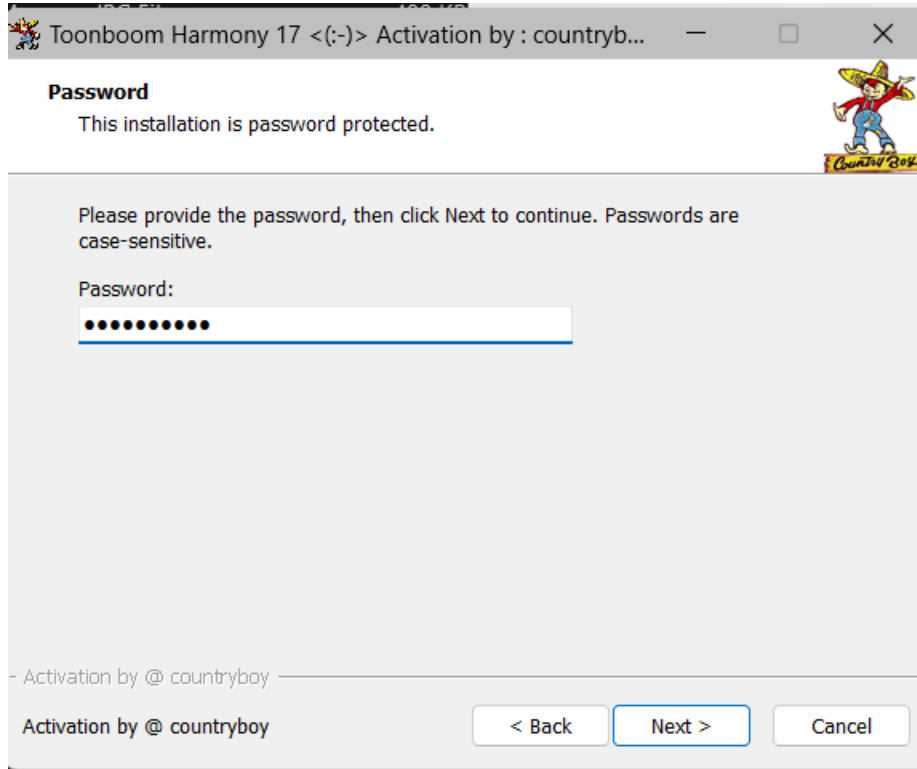 Toonboom Harmony 17 <(:-)> Activation by : countryb...
Password
This installation is password protected.
Country Boy
Please provide the password, then click Next to continue. Passwords are
case-sensitive.
Password:
••••••••••
- Activation by @ countryboy
Activation by @ countryboy
< Back
Next >
Cancel